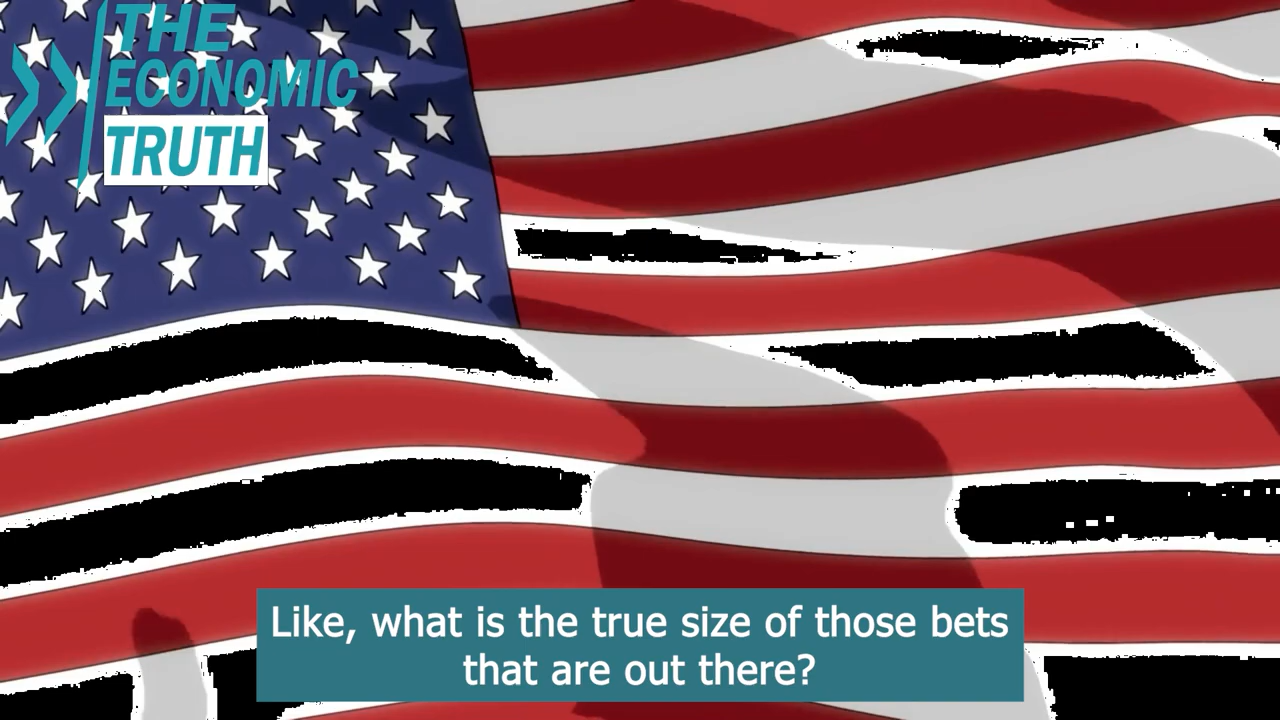 THE
ECONOMIC
TRUTH
Like, what is the true size of those bets
that are out there?